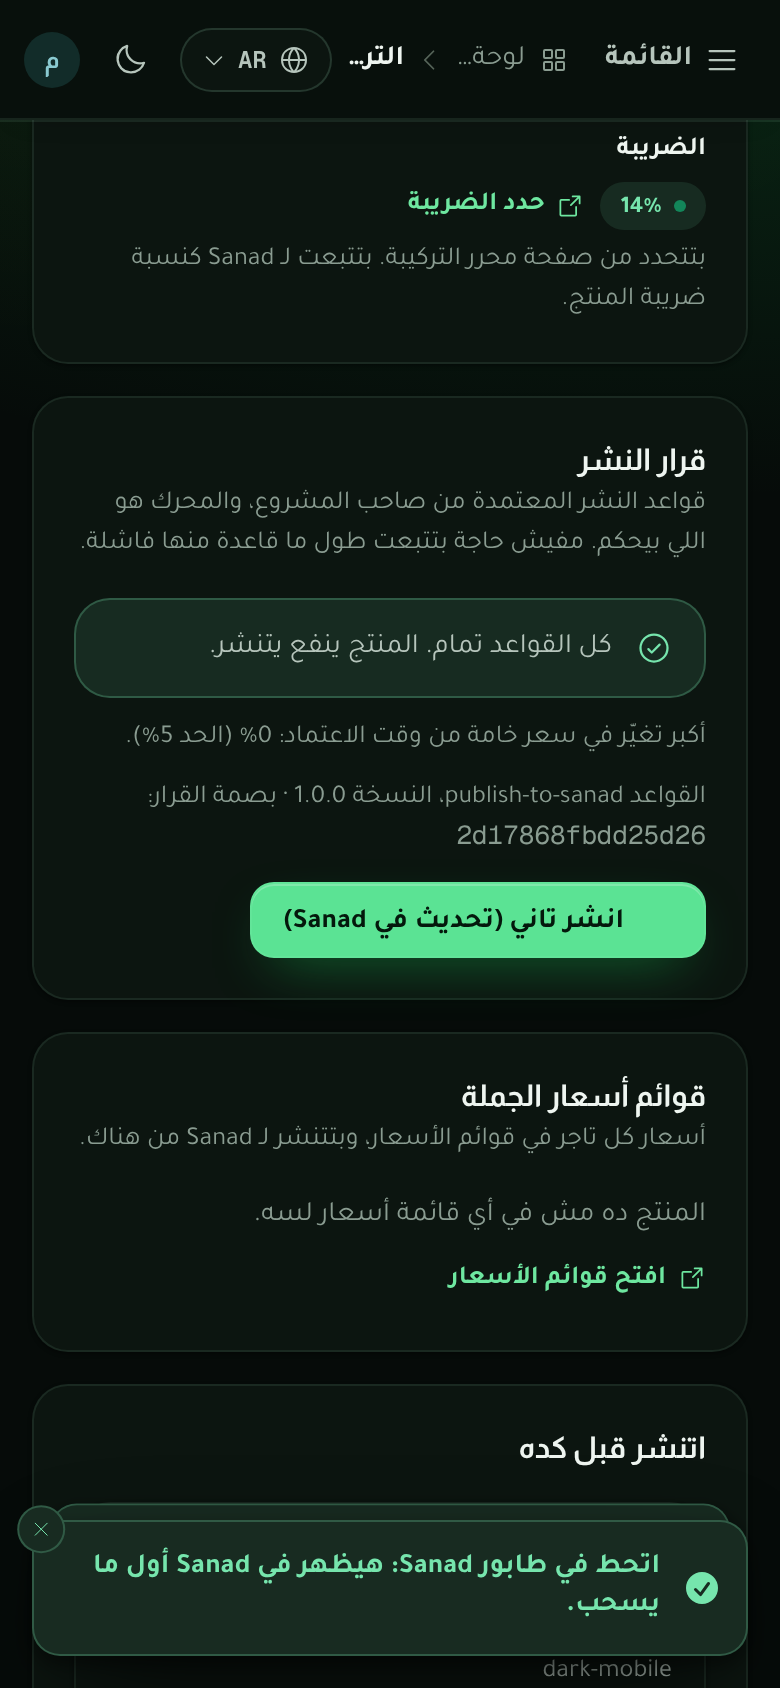 القائمة
لوحة...
التر...
AR
م
الضريبة
14%
حدد الضريبة
بتتحدد من صفحة محرر التركيبة. بتتبعت لـ Sanad كنسبة
ضريبة المنتج.
قرار النشر
قواعد النشر المعتمدة من صاحب المشروع، والمحرك هو
اللي بيحكم. مفيش حاجة بتتبعت طول ما قاعدة منها فاشلة.
كل القواعد تمام. المنتج ينفع يتنشر.
أكبر تغيّر في سعر خامة من وقت الاعتماد: 0% (الحد 5%).
القواعد publish-to-sanad، النسخة 1.0.0 · بصمة القرار:
2d17868fbdd25d26
انشر تاني (تحديث في Sanad)
قوائم أسعار الجملة
أسعار كل تاجر في قوائم الأسعار، وبتتنشر لـ Sanad من هناك.
المنتج ده مش في أي قائمة أسعار لسه.
افتح قوائم الأسعار
اتنشر قبل كده
اتحط في طابور Sanad: هيظهر في Sanad أول ما
يسحب.
dark-mobile